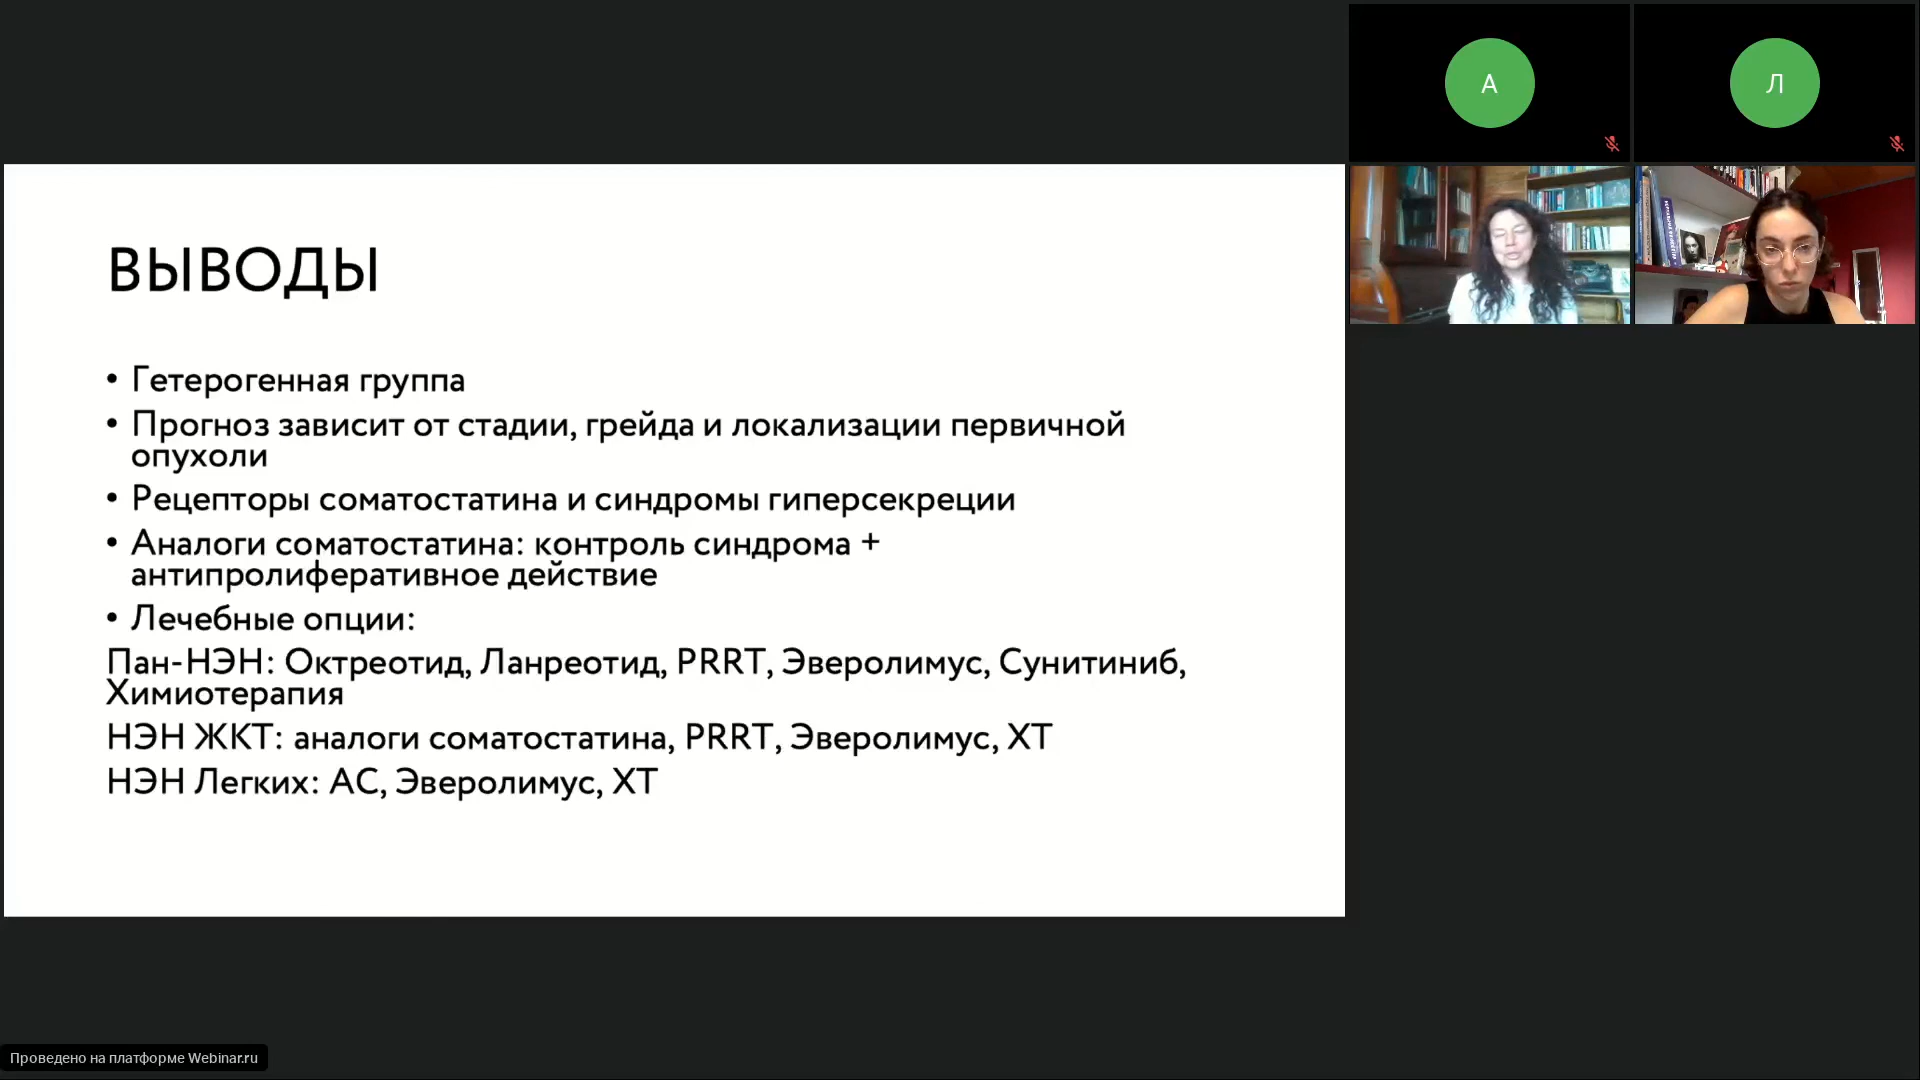 А
Л
ВЫВОДЫ
• Гетерогенная группа
• Прогноз зависит от стадии, грейда и локализации первичной
опухоли
• Рецепторы соматостатина и синдромы гиперсекреции
• Аналоги соматостатина: контроль синдрома +
антипролиферативное действие
• Лечебные опции:
Пан-НЭН: Октреотид, Ланреотид, PRRT, Эверолимус, Сунитиниб,
Химиотерапия
НЭН ЖКТ: аналоги соматостатина, PRRT, Эверолимус, ХТ
НЭН Легких: АС, Эверолимус, ХТ
Проведено на платформе Webinar.ru